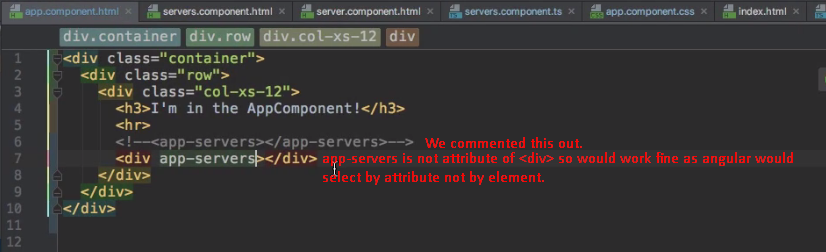 app.component.html × servers.component.html × server.component.html × servers.component.ts × app.component.css × index.html ×
div.container div.row div.col-xs-12 div
1 <div class="container">
2 <div class="row">
3 <div class="col-xs-12">
4 <h3>I'm in the AppComponent!</h3>
5 <hr>
6 <!--<app-servers></app-servers>--> We commented this out.
7 <div app-servers></div> app-servers is not attribute of <div> so would work fine as angular would
8 </div> select by attribute not by element.
9 </div>
10 </div>
11
12